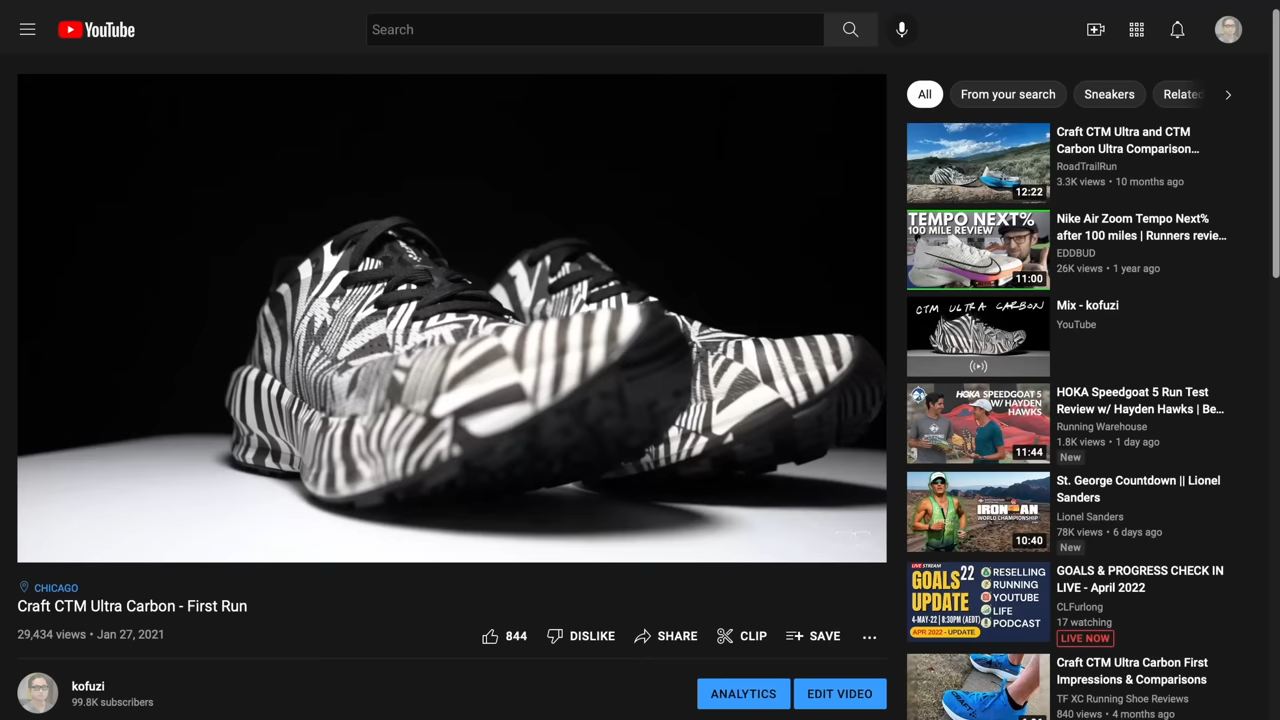 YouTube
Search
All
From your search
Sneakers
Related
Craft CTM Ultra and CTM
Carbon Ultra Comparison...
RoadTrailRun
3.3K views • 10 months ago
12:22
TEMPO NEXT%
100 MILE REVIEW
11:00
Nike Air Zoom Tempo Next%
after 100 miles | Runners revie...
EDDBUD
26K views • 1 year ago
CTM ULTRA CARBON
Mix - kofuzi
YouTube
HOKA SPEEDGOAT 5
W/ HAYDEN
HAWKS
11:44
HOKA Speedgoat 5 Run Test
Review w/ Hayden Hawks | Be...
Running Warehouse
1.8K views • 1 day ago
New
IRONMAN
WORLD CHAMPIONSHIP
10:40
St. George Countdown || Lionel
Sanders
Lionel Sanders
78K views • 6 days ago
New
LIVE STREAM
GOALS'22
UPDATE
4-MAY-22 | 8:30PM (AEDT)
APR 2022 - UPDATE
RESELLING
RUNNING
YOUTUBE
LIFE
PODCAST
GOALS & PROGRESS CHECK IN
LIVE - April 2022
CLFurlong
17 watching
LIVE NOW
Craft CTM Ultra Carbon First
Impressions & Comparisons
TF XC Running Shoe Reviews
840 views • 4 months ago
CHICAGO
Craft CTM Ultra Carbon - First Run
29,434 views • Jan 27, 2021
844
DISLIKE
SHARE
CLIP
SAVE
kofuzi
99.8K subscribers
ANALYTICS
EDIT VIDEO